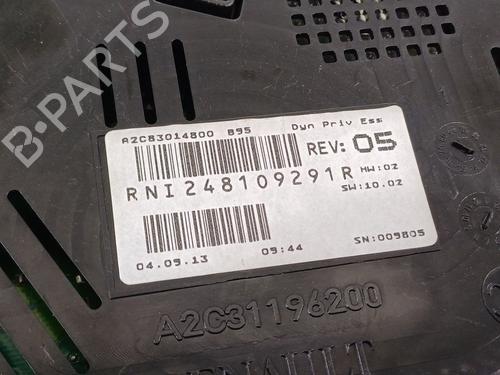 B-PARTS
A2C83014800 B95 Dyn Priv Ess
REV: 05
RNI248109291R
HW:02
SW:10.02
04.09.13 09:44 SN:009805
A2C31196200
RENAULT